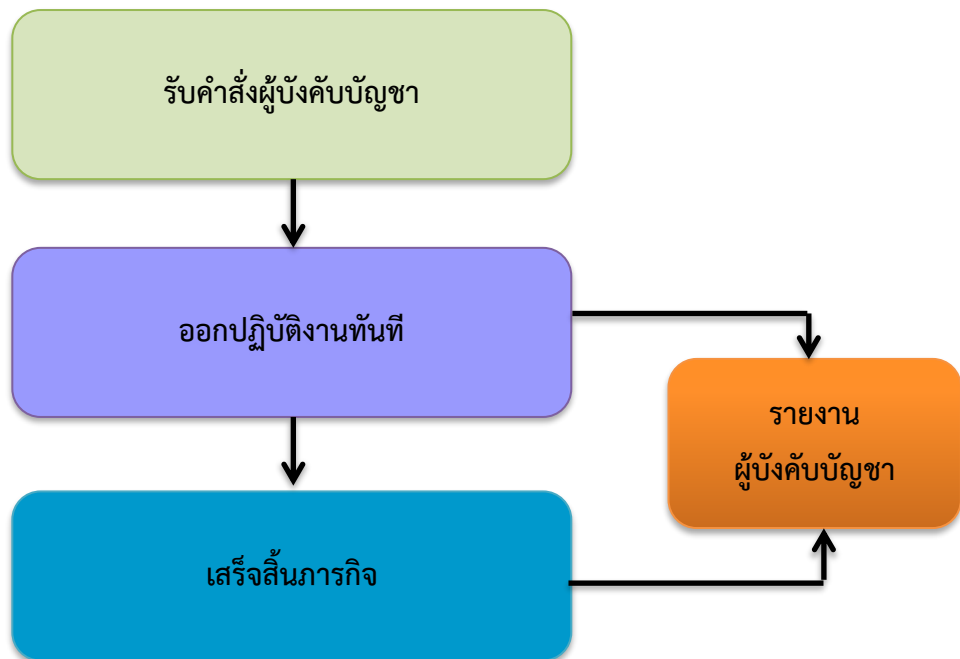 รับคำสั่งผู้บังคับบัญชา
ออกปฏิบัติงานทันที
รายงาน
ผู้บังคับบัญชา
เสร็จสิ้นภารกิจ